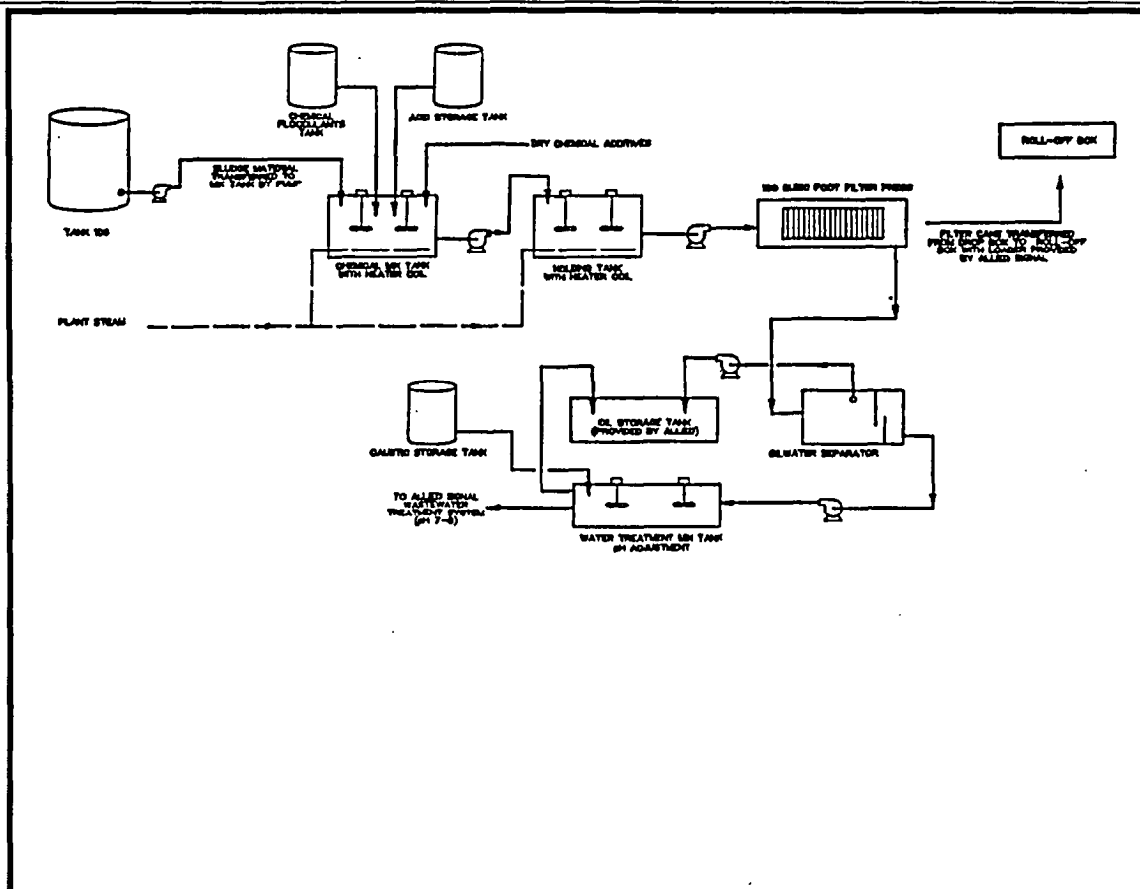 CHEMICAL
FLOCCULANTS
TANK
ACID STORAGE TANK
DRY CHEMICAL ADDITIVES
ROLL-OFF BOX
SLUDGE MATERIAL
TRANSFERRED TO
MIX TANK BY PUMP
TANK
CUBIC FOOT FILTER PRESS
FILTER CAKE TRANSFERRED
FROM DROP BOX TO ROLL-OFF
BOX WITH LOADER PROVIDED
BY ALLIED SIGNAL
CHEMICAL MIX TANK
WITH HEATER COIL
HOLDING TANK
WITH HEATER COIL
PLANT STEAM
OIL STORAGE TANK
(PROVIDED BY ALLIED)
CAUSTIC STORAGE TANK
OIL/WATER SEPARATOR
TO ALLIED SIGNAL
WASTEWATER
TREATMENT SYSTEM
(pH
WATER TREATMENT MIX TANK
pH ADJUSTMENT